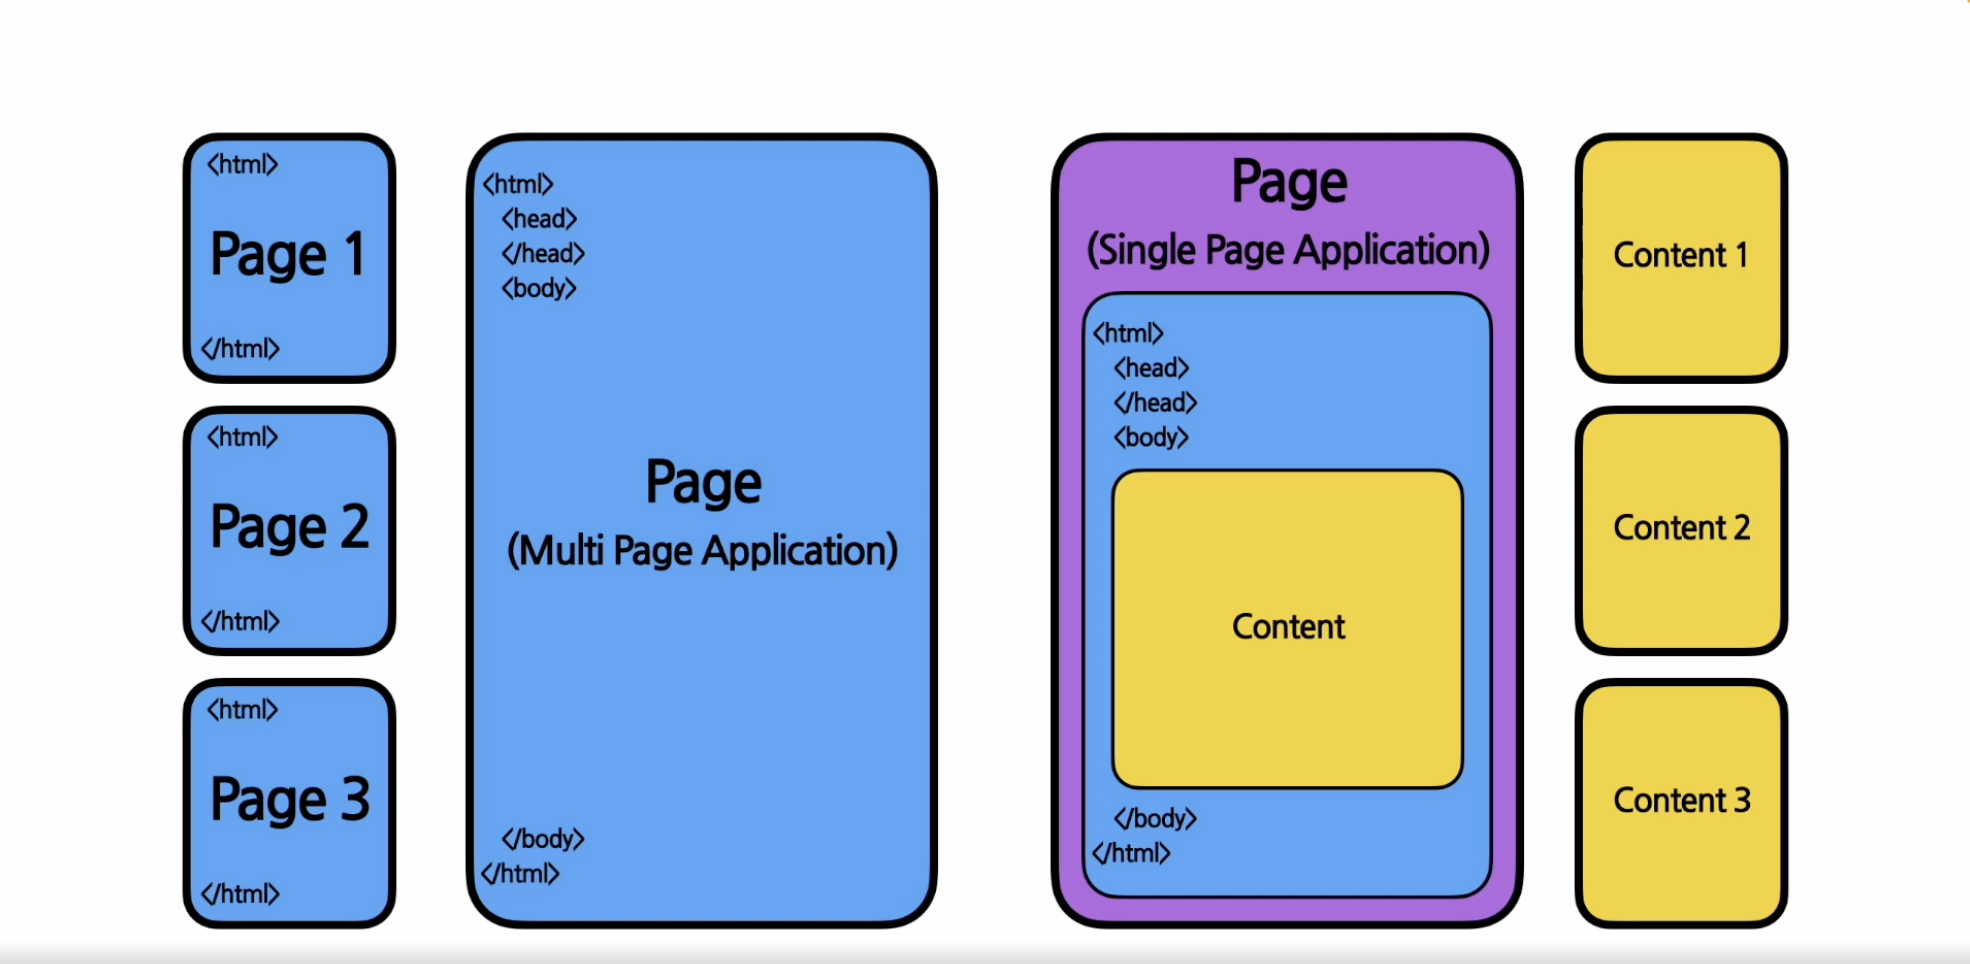 <html>
Page 1
</html>
<html>
Page 2
</html>
<html>
Page 3
</html>
<html>
<head>
</head>
<body>
Page
(Multi Page Application)
</body>
</html>
Page
(Single Page Application)
<html>
<head>
</head>
<body>
Content
</body>
</html>
Content 1
Content 2
Content 3